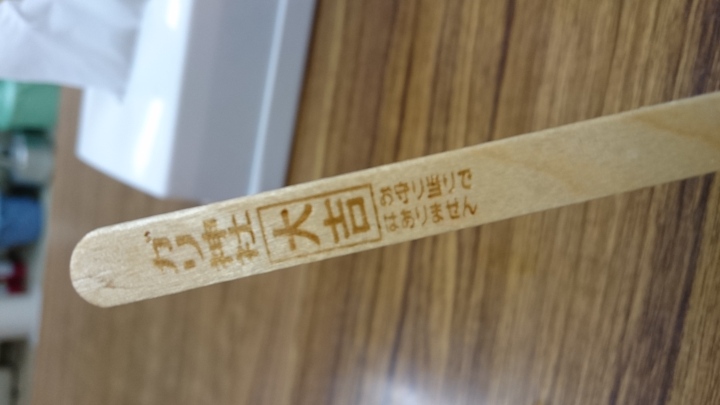 ガリ
神社
大吉
お守り当りで
はありません